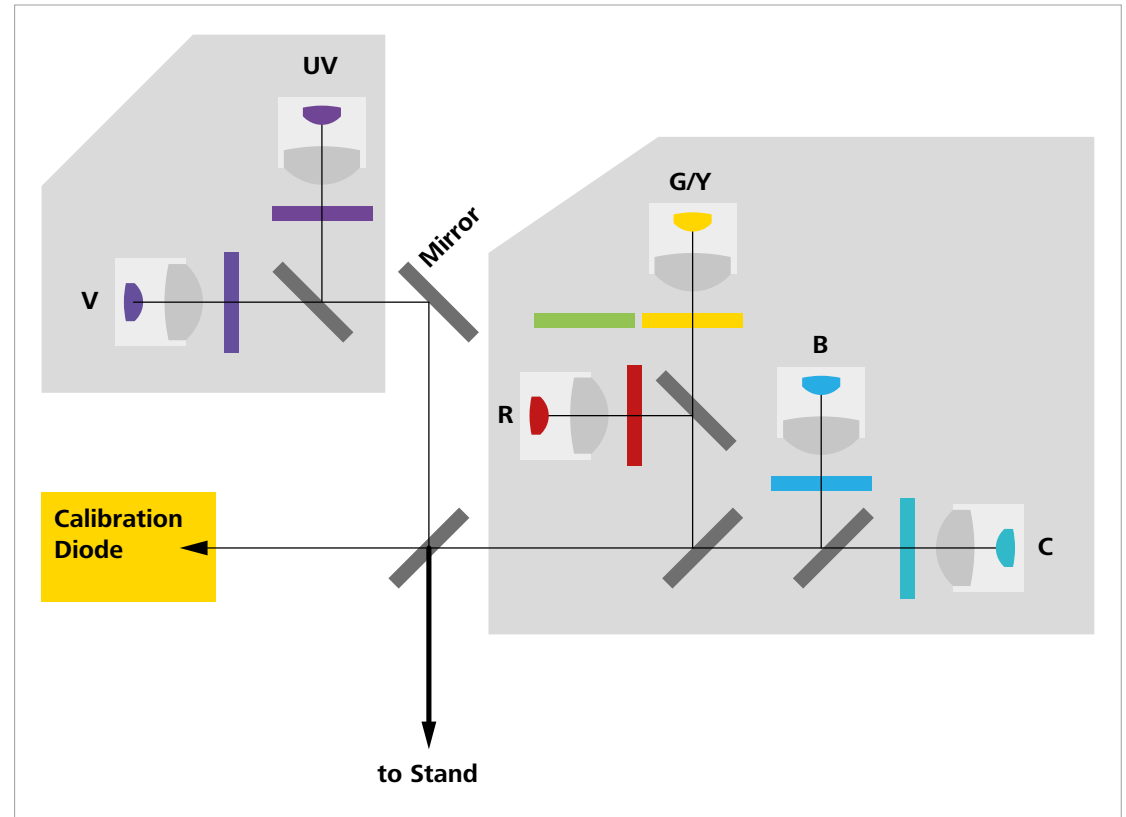 UV
Mirror
G/Y
V
B
R
Calibration
Diode
C
to Stand